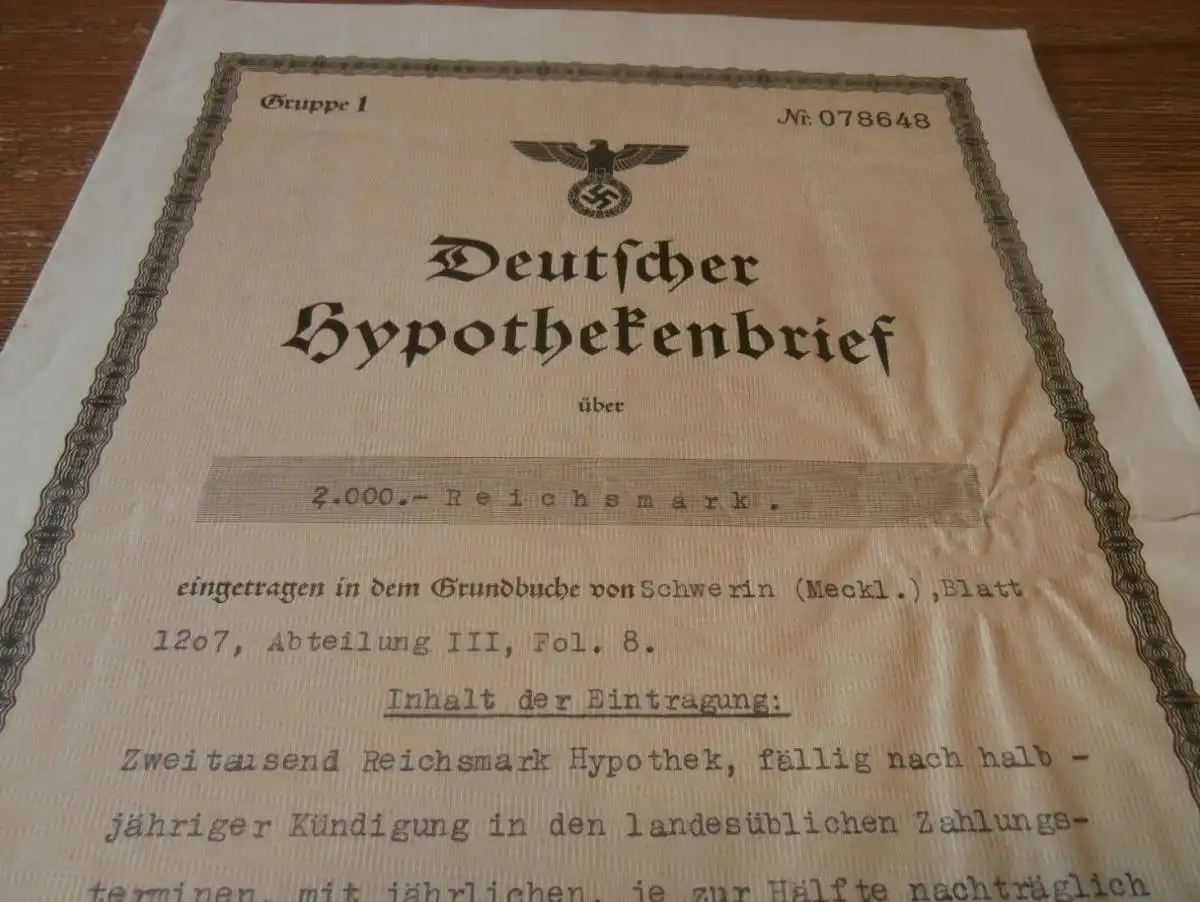 Gruppe 1
Nr. 078648
Deutscher
Hypothekenbrief
über
2.000.- Reichsmark.
eingetragen in dem Grundbuche von Schwerin (Meckl.),Blatt
12o7, Abteilung III, Fol. 8.
Inhalt der Eintragung:
Zweitausend Reichsmark Hypothek, fällig nach halb -
jähriger Kündigung in den landesüblichen Zahlungs-
terminen, mit jährlichen, je zur Hälfte nachträglich